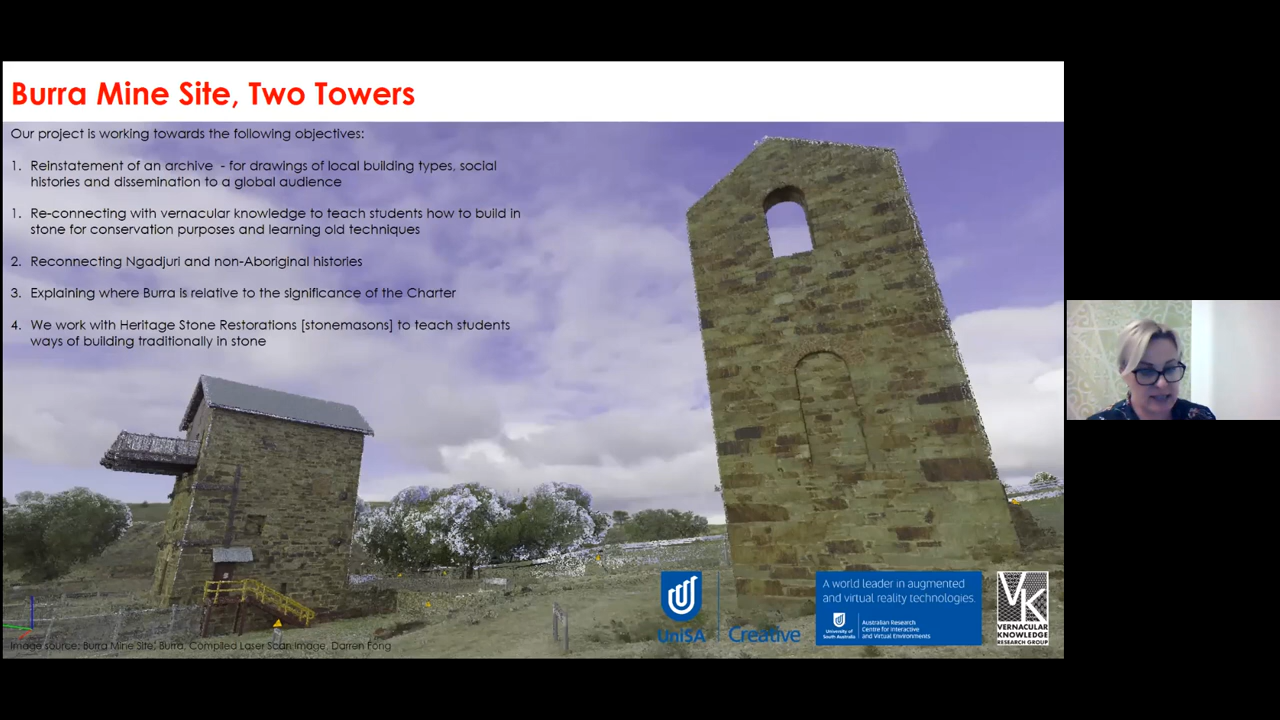 Burra Mine Site, Two Towers
Our project is working towards the following objectives:
1. Reinstatement of an archive - for drawings of local building types, social
histories and dissemination to a global audience
1. Re-connecting with vernacular knowledge to teach students how to build in
stone for conservation purposes and learning old techniques
2. Reconnecting Ngadjuri and non-Aboriginal histories
3. Explaining where Burra is relative to the significance of the Charter
4. We work with Heritage Stone Restorations [stonemasons] to teach students
ways of building traditionally in stone
UniSA
Creative
A world leader in augmented
and virtual reality technologies.
University of
South Australia
Australian Research
Centre for Interactive
and Virtual Environments
VK
VERNACULAR
KNOWLEDGE
RESEARCH GROUP
Image source: Burra Mine Site, Burra, Compiled Laser Scan Image, Darren Fong